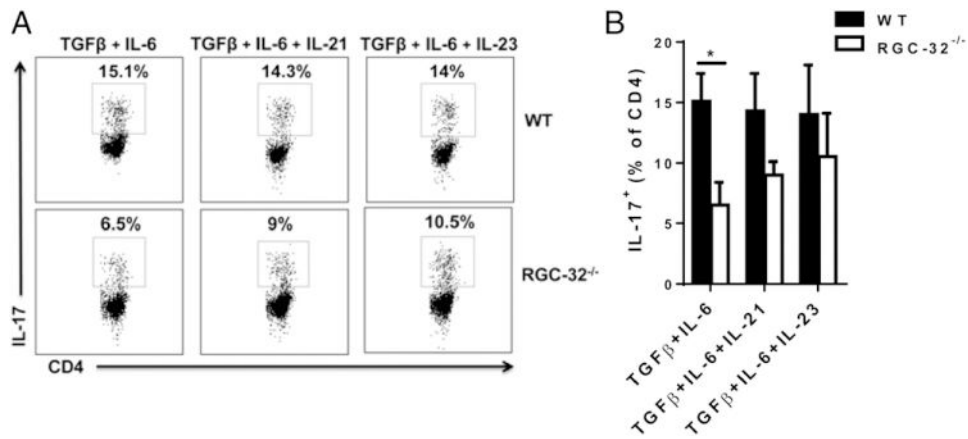 A
TGFβ + IL-6
TGFβ + IL-6 + IL-21
TGFβ + IL-6 + IL-23
15.1%
14.3%
14%
WT
6.5%
9%
10.5%
RGC-32⁻/⁻
IL-17
CD4
B
WT
RGC-32⁻/⁻
*
IL-17⁺ (% of CD4)
20
15
10
5
0
TGFβ+IL-6
TGFβ+IL-6+IL-21
TGFβ+IL-6+IL-23